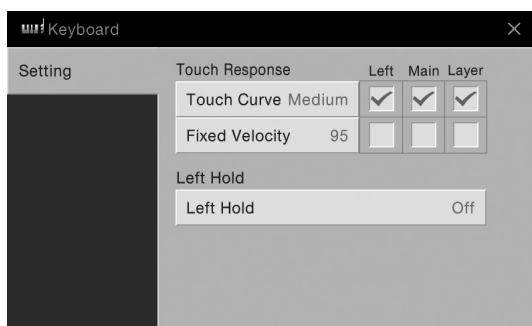 Keyboard
Setting
Touch Response Left Main Layer
Touch Curve Medium
Fixed Velocity 95
Left Hold
Left Hold Off